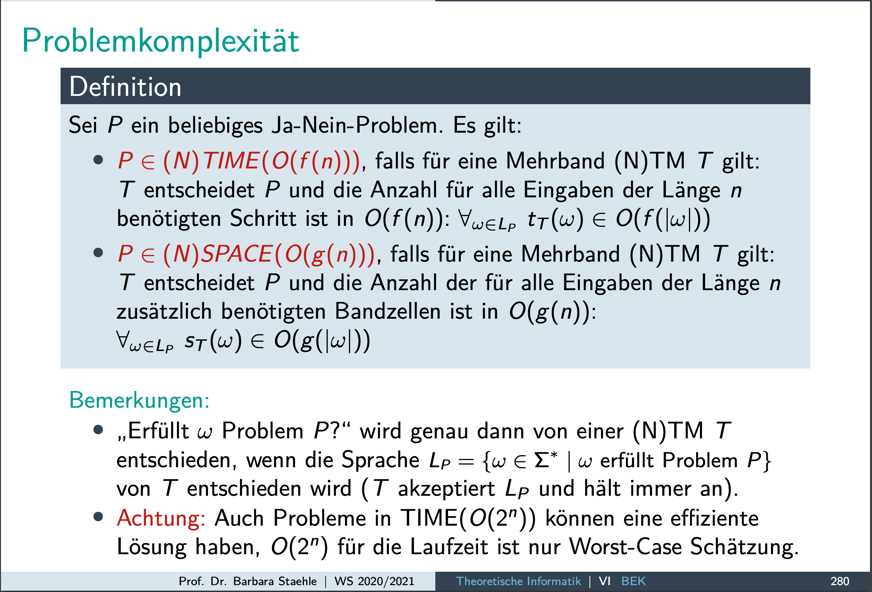 Problemkomplexität
Definition
Sei P ein beliebiges Ja-Nein-Problem. Es gilt:
• P ∈ (N)TIME(O(f(n))), falls für eine Mehrband (N)TM T gilt:
T entscheidet P und die Anzahl für alle Eingaben der Länge n
benötigten Schritt ist in O(f(n)): ∀ω∈L_P t_T(ω) ∈ O(f(|ω|))
• P ∈ (N)SPACE(O(g(n))), falls für eine Mehrband (N)TM T gilt:
T entscheidet P und die Anzahl der für alle Eingaben der Länge n
zusätzlich benötigten Bandzellen ist in O(g(n)):
∀ω∈L_P s_T(ω) ∈ O(g(|ω|))
Bemerkungen:
• „Erfüllt ω Problem P?“ wird genau dann von einer (N)TM T
entschieden, wenn die Sprache L_P = {ω ∈ Σ* | ω erfüllt Problem P}
von T entschieden wird (T akzeptiert L_P und hält immer an).
• Achtung: Auch Probleme in TIME(O(2^n)) können eine effiziente
Lösung haben, O(2^n) für die Laufzeit ist nur Worst-Case Schätzung.
Prof. Dr. Barbara Staehle | WS 2020/2021 Theoretische Informatik | VI BEK 280